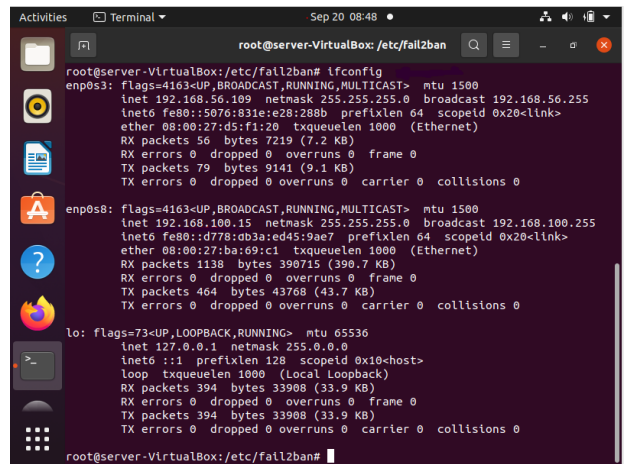 Activities Terminal Sep 20 08:48
root@server-VirtualBox: /etc/fail2ban
root@server-VirtualBox:/etc/fail2ban# ifconfig
enp0s3: flags=4163<UP,BROADCAST,RUNNING,MULTICAST> mtu 1500
inet 192.168.56.109 netmask 255.255.255.0 broadcast 192.168.56.255
inet6 fe80::5076:831e:e28:288b prefixlen 64 scopeid 0x20<link>
ether 08:00:27:d5:f1:20 txqueuelen 1000 (Ethernet)
RX packets 56 bytes 7219 (7.2 KB)
RX errors 0 dropped 0 overruns 0 frame 0
TX packets 79 bytes 9141 (9.1 KB)
TX errors 0 dropped 0 overruns 0 carrier 0 collisions 0
enp0s8: flags=4163<UP,BROADCAST,RUNNING,MULTICAST> mtu 1500
inet 192.168.100.15 netmask 255.255.255.0 broadcast 192.168.100.255
inet6 fe80::d778:db3a:ed45:9ae7 prefixlen 64 scopeid 0x20<link>
ether 08:00:27:ba:69:c1 txqueuelen 1000 (Ethernet)
RX packets 1138 bytes 390715 (390.7 KB)
RX errors 0 dropped 0 overruns 0 frame 0
TX packets 464 bytes 43768 (43.7 KB)
TX errors 0 dropped 0 overruns 0 carrier 0 collisions 0
lo: flags=73<UP,LOOPBACK,RUNNING> mtu 65536
inet 127.0.0.1 netmask 255.0.0.0
inet6 ::1 prefixlen 128 scopeid 0x10<host>
loop txqueuelen 1000 (Local Loopback)
RX packets 394 bytes 33908 (33.9 KB)
RX errors 0 dropped 0 overruns 0 frame 0
TX packets 394 bytes 33908 (33.9 KB)
TX errors 0 dropped 0 overruns 0 carrier 0 collisions 0
root@server-VirtualBox:/etc/fail2ban#